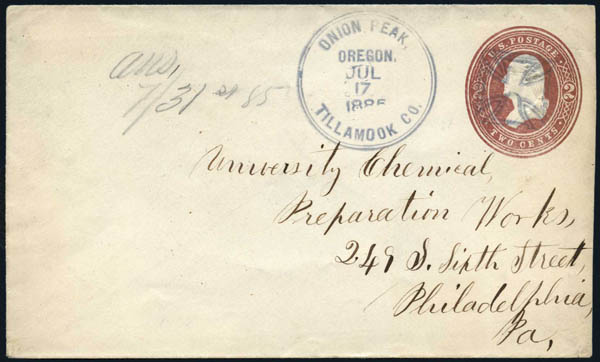 ONION PEAK,
OREGON.
JUL
17
1885
TILLAMOOK CO.
U.S. POSTAGE
2 2
TWO CENTS
ans,
7/31st 85
University Chemical,
Preparation Works,
249 S. Sixth Street,
Philadelphia,
Pa,